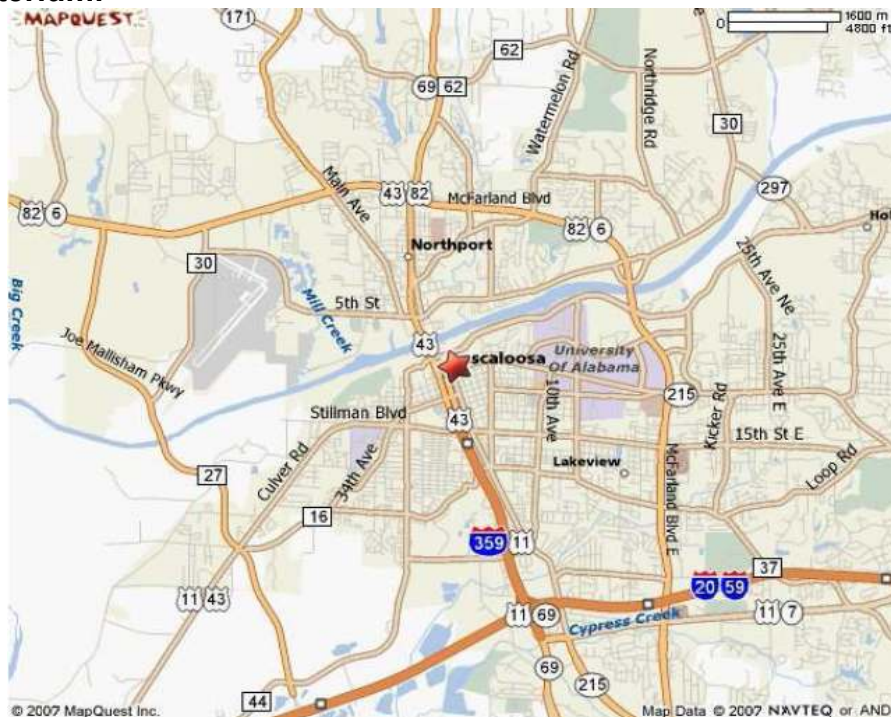 MAPQUEST
171
1600 m
0
4800 ft
62
69 62
Watermelon Rd
Northridge Rd
30
Main Ave
43 82
McFarland Blvd
297
82 6
82 6
Northport
30
25th Ave Ne
Big Creek
Mill Creek
5th St
43
Joe Mallisham Pkwy
scaloosa
University
Of Alabama
25th Ave E
10th Ave
215
Kicker Rd
Stillman Blvd
43
15th St E
Culver Rd
34th Ave
Lakeview
McFarland Blvd E
Loop Rd
27
16
359 11
37
20 59
11 43
11 69
Cypress Creek
11 7
69
215
44
© 2007 MapQuest Inc.
Map Data © 2007 NAVTEQ or AND